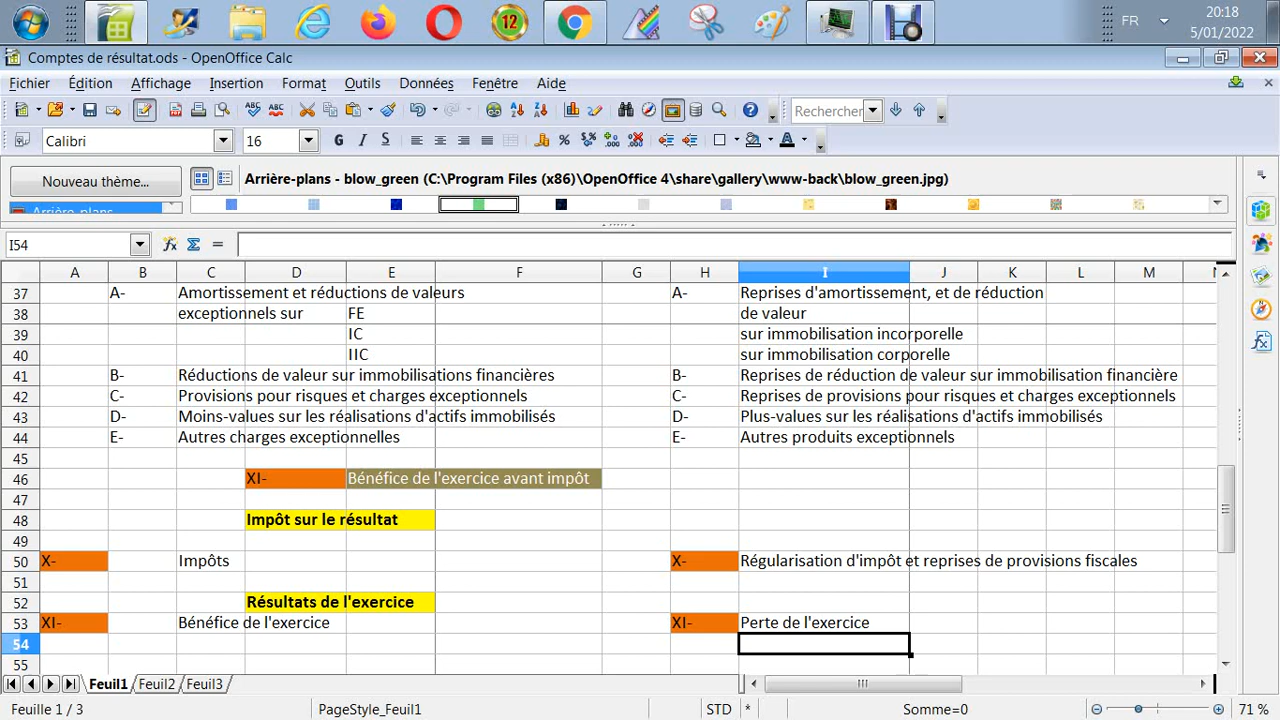 12
FR
20:18
5/01/2022
Comptes de résultat.ods - OpenOffice Calc
Fichier Édition Affichage Insertion Format Outils Données Fenêtre Aide
Rechercher
Calibri 16 G I S
Nouveau thème...
Arrière-plans - blow_green (C:\Program Files (x86)\OpenOffice 4\share\gallery\www-back\blow_green.jpg)
Arrière-plans
I54
A B C D E F G H I J K L M N
37 A- Amortissement et réductions de valeurs A- Reprises d'amortissement, et de réduction
38 exceptionnels sur FE de valeur
39 IC sur immobilisation incorporelle
40 IIC sur immobilisation corporelle
41 B- Réductions de valeur sur immobilisations financières B- Reprises de réduction de valeur sur immobilisation financière
42 C- Provisions pour risques et charges exceptionnels C- Reprises de provisions pour risques et charges exceptionnels
43 D- Moins-values sur les réalisations d'actifs immobilisés D- Plus-values sur les réalisations d'actifs immobilisés
44 E- Autres charges exceptionnelles E- Autres produits exceptionnels
45
46 XI- Bénéfice de l'exercice avant impôt
47
48 Impôt sur le résultat
49
50 X- Impôts X- Régularisation d'impôt et reprises de provisions fiscales
51
52 Résultats de l'exercice
53 XI- Bénéfice de l'exercice XI- Perte de l'exercice
54
55
Feuil1 Feuil2 Feuil3
Feuille 1 / 3 PageStyle_Feuil1 STD * Somme=0 71 %